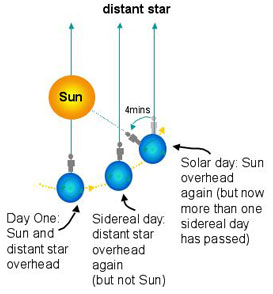 distant star
Sun
4mins
Solar day: Sun
overhead
again (but now
more than one
sidereal day
has passed)
Day One:
Sun and
distant star
overhead
Sidereal day:
distant star
overhead
again
(but not Sun)